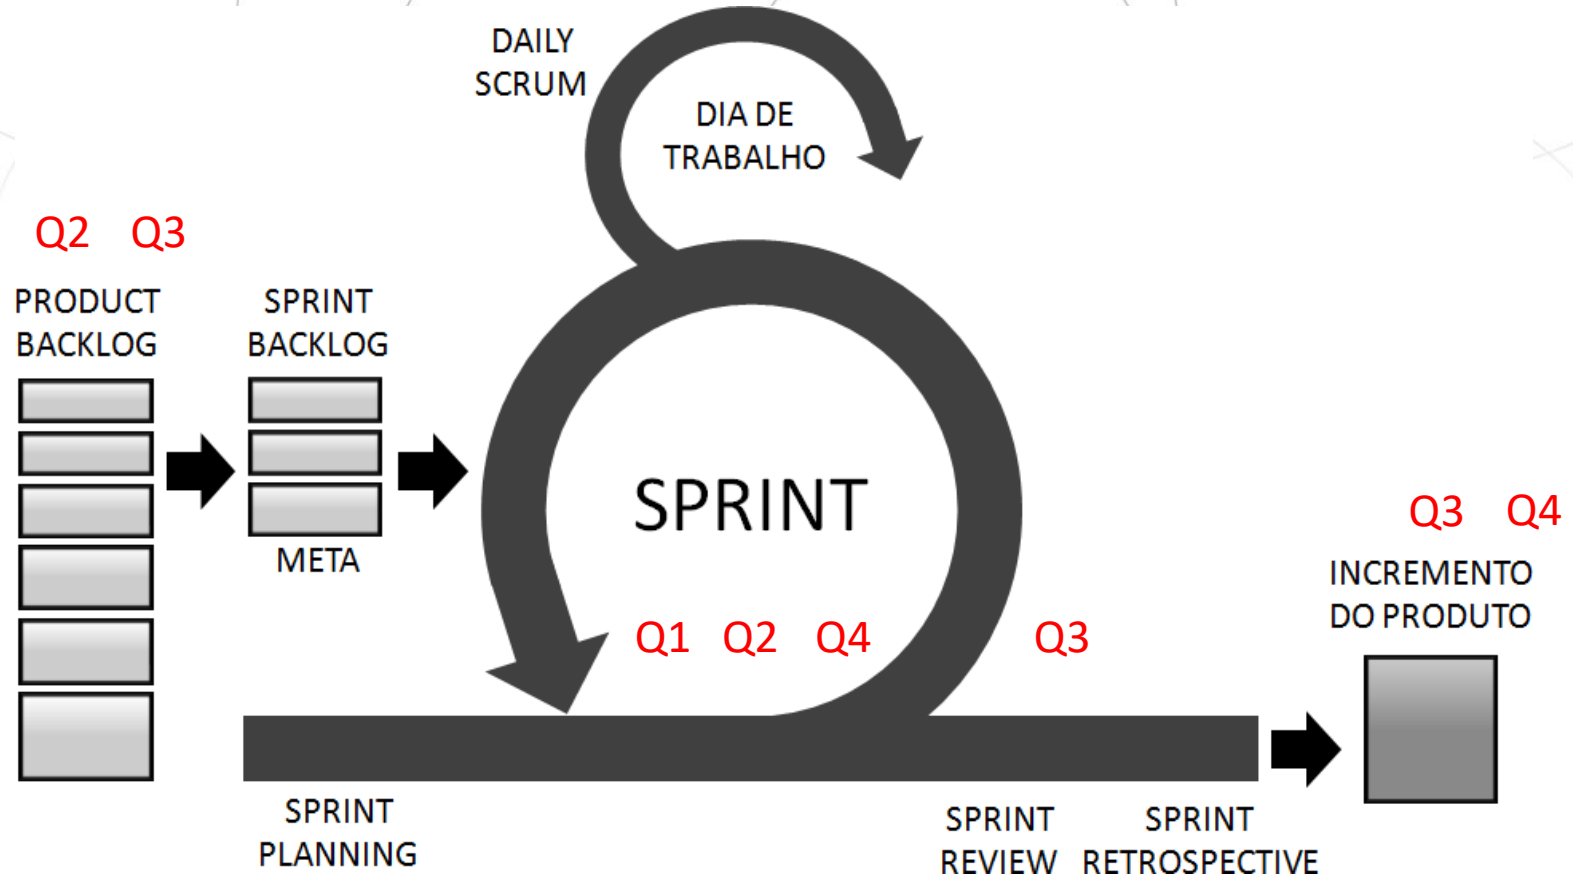 DAILY
SCRUM
DIA DE
TRABALHO
Q2 Q3
PRODUCT
BACKLOG
SPRINT
BACKLOG
META
SPRINT
Q1 Q2 Q4
Q3
Q3 Q4
INCREMENTO
DO PRODUTO
SPRINT
PLANNING
SPRINT
REVIEW
SPRINT
RETROSPECTIVE